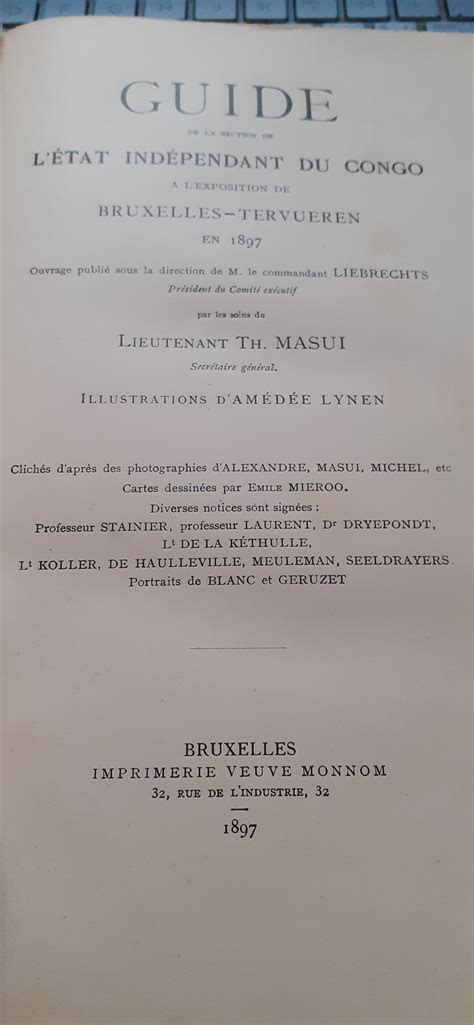 GUIDE
DE LA SECTION DE
L'ÉTAT INDÉPENDANT DU CONGO
A L'EXPOSITION DE
BRUXELLES-TERVUEREN
EN 1897
Ouvrage publié sous la direction de M. le commandant LIEBRECHTS
Président du Comité exécutif
par les soins du
LIEUTENANT TH. MASUI
Secrétaire général.
ILLUSTRATIONS D'AMÉDÉE LYNEN
Clichés d'après des photographies d'ALEXANDRE, MASUI, MICHEL, etc
Cartes dessinées par EMILE MIEROO.
Diverses notices sont signées :
Professeur STAINIER, professeur LAURENT, Dr DRYEPONDT,
Lt DE LA KÉTHULLE,
Lt KOLLER, DE HAULLEVILLE, MEULEMAN, SEELDRAYERS.
Portraits de BLANC et GERUZET
BRUXELLES
IMPRIMERIE VEUVE MONNOM
32, RUE DE L'INDUSTRIE, 32
1897